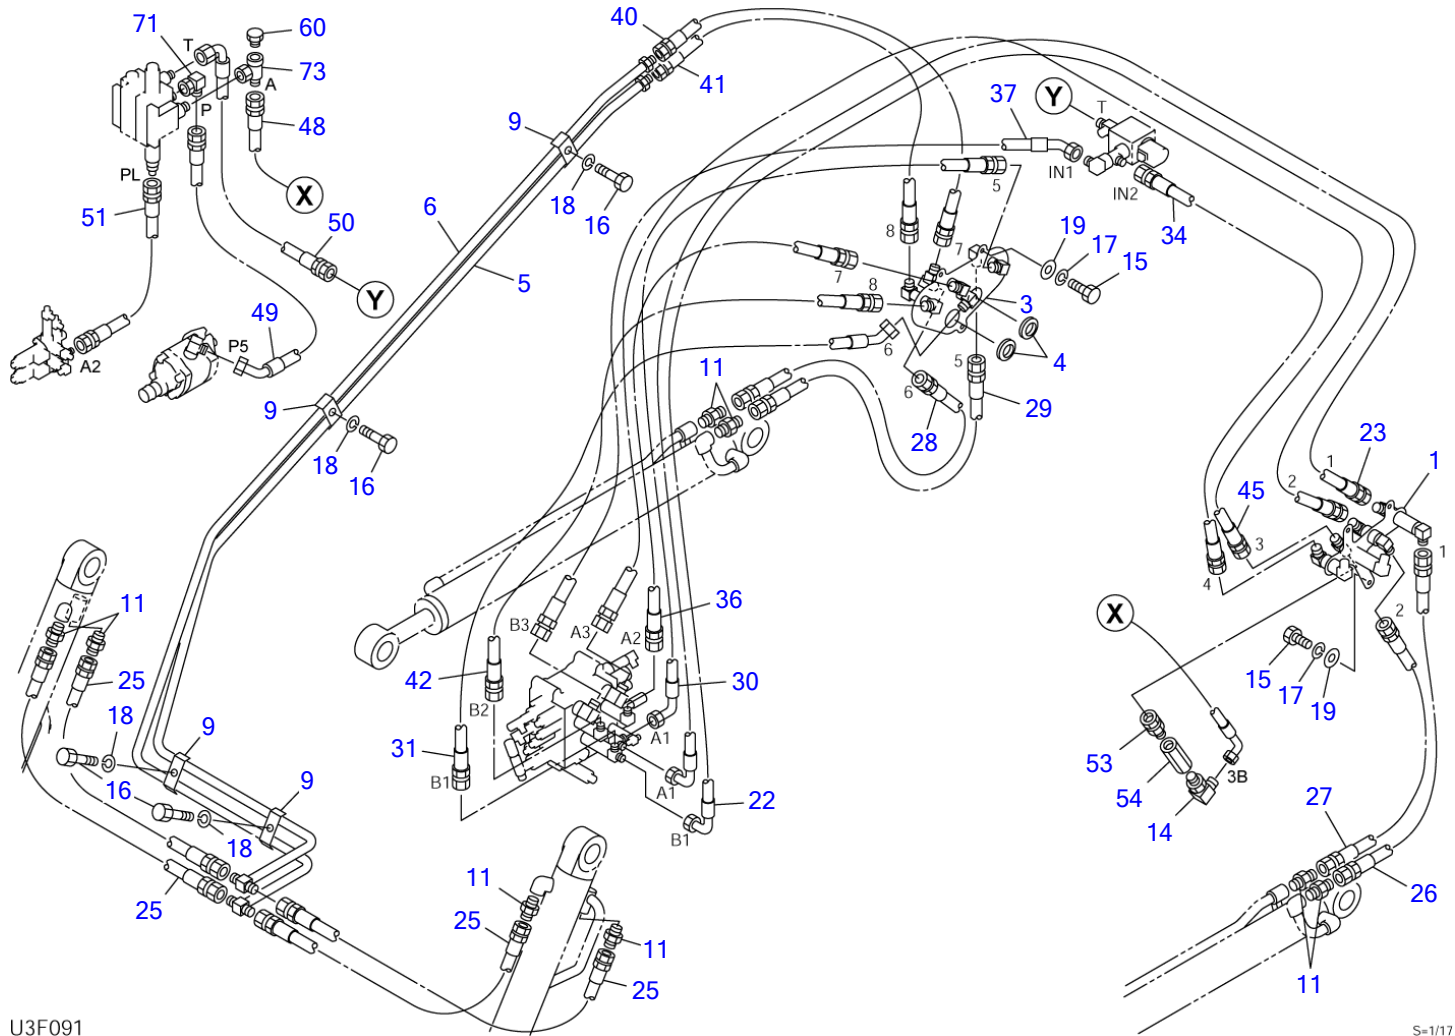 71
T
60
73
A
P
48
X
PL
51
50
Y
49
P5
A2
9
18
16
6
5
9
18
16
40
41
37
Y
T
IN1
IN2
34
5
8
7
7
8
6
19
17
15
3
4
5
6
28
29
11
23
1
1
2
45
3
4
1
2
X
15
17
19
53
54
14
3B
27
26
11
B3
A3
A2
36
42
B2
30
A1
31
B1
A1
22
B1
11
25
18
9
16
9
18
25
11
25
11
25
U3F091
S=1/17